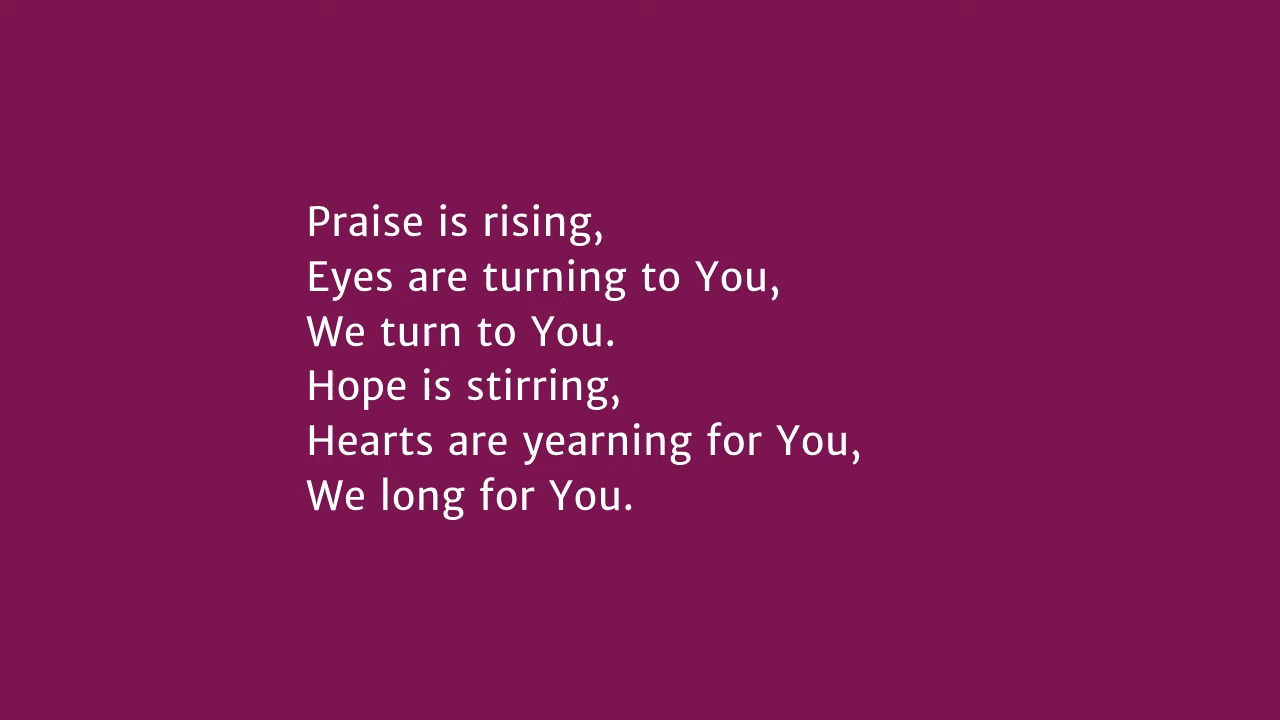 Praise is rising,
Eyes are turning to You,
We turn to You.
Hope is stirring,
Hearts are yearning for You,
We long for You.